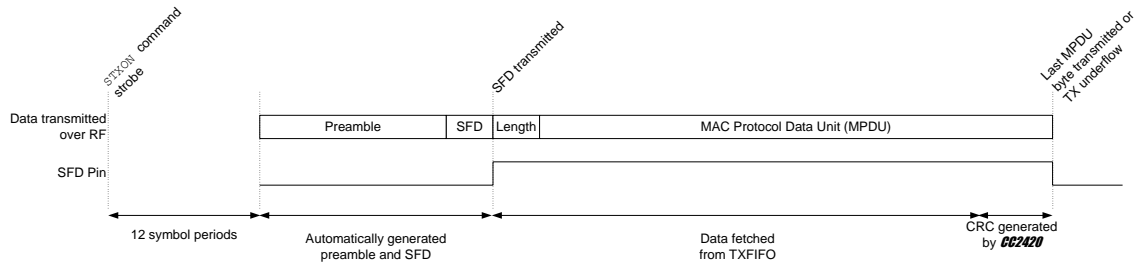 STXON command
strobe
SFD transmitted
Last MPDU
byte transmitted or
TX underflow
Data transmitted
over RF
Preamble
SFD
Length
MAC Protocol Data Unit (MPDU)
SFD Pin
12 symbol periods
Automatically generated
preamble and SFD
Data fetched
from TXFIFO
CRC generated
by CC2420